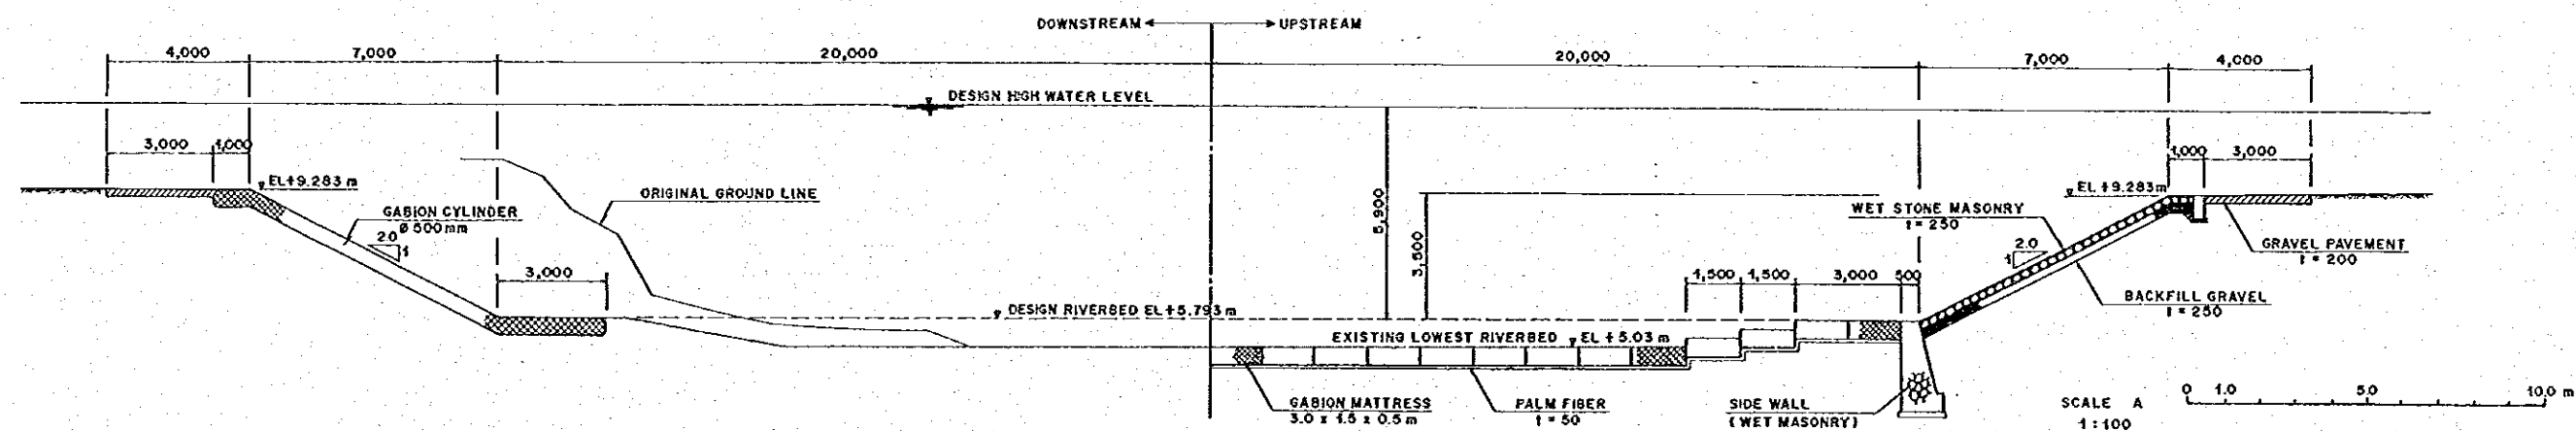 DOWNSTREAM UPSTREAM
4,000 7,000 20,000 20,000 7,000 4,000
DESIGN HIGH WATER LEVEL
3,000 1,000 1,000 3,000
EL+9.283 m EL+9.283m
ORIGINAL GROUND LINE
GABION CYLINDER
Ø 500 mm
2.0
1
5,900
3,500
WET STONE MASONRY
t = 250
2.0
1
GRAVEL PAVEMENT
t = 200
3,000 1,500 1,500 3,000 500
BACKFILL GRAVEL
t = 250
DESIGN RIVERBED EL+5.793 m
EXISTING LOWEST RIVERBED EL + 5.03 m
GABION MATTRESS
3.0 x 1.5 x 0.5 m
PALM FIBER
t = 50
SIDE WALL
(WET MASONRY)
SCALE A
1:100
0 1.0 5.0 10.0 m